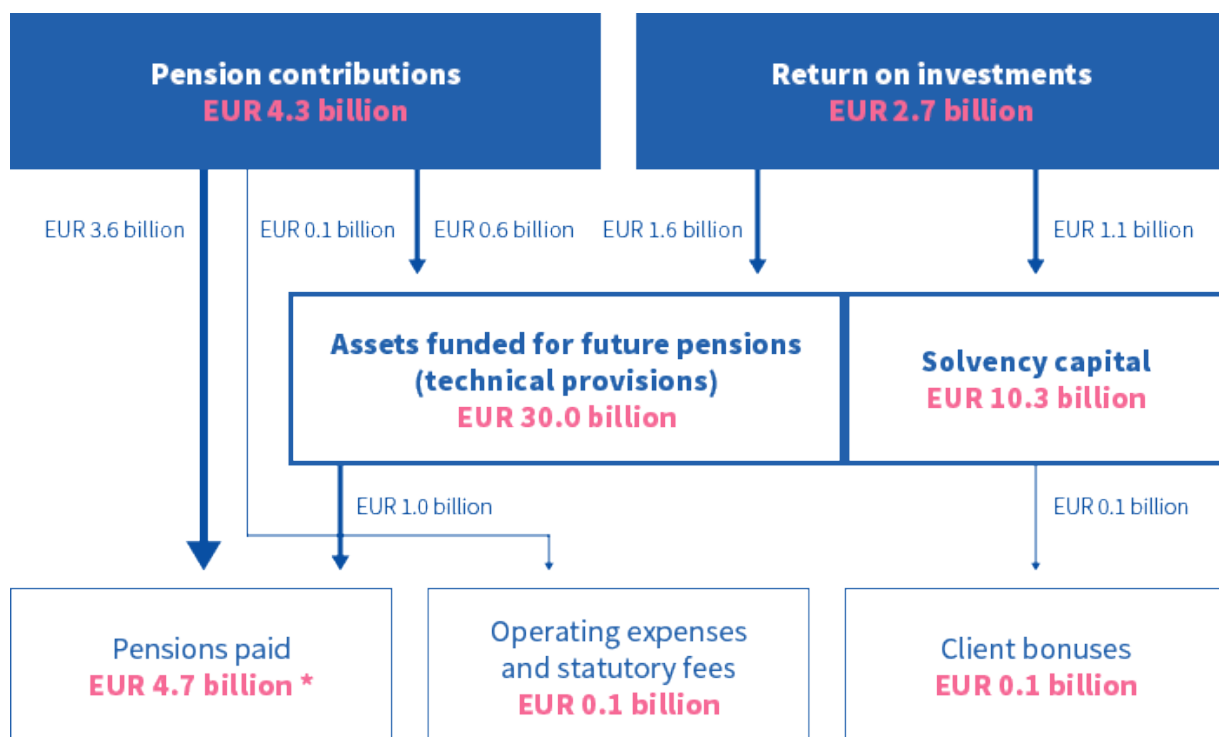 Pension contributions
EUR 4.3 billion
Return on investments
EUR 2.7 billion
EUR 3.6 billion
EUR 0.1 billion
EUR 0.6 billion
EUR 1.6 billion
EUR 1.1 billion
Assets funded for future pensions
(technical provisions)
EUR 30.0 billion
Solvency capital
EUR 10.3 billion
EUR 1.0 billion
EUR 0.1 billion
Pensions paid
EUR 4.7 billion *
Operating expenses
and statutory fees
EUR 0.1 billion
Client bonuses
EUR 0.1 billion